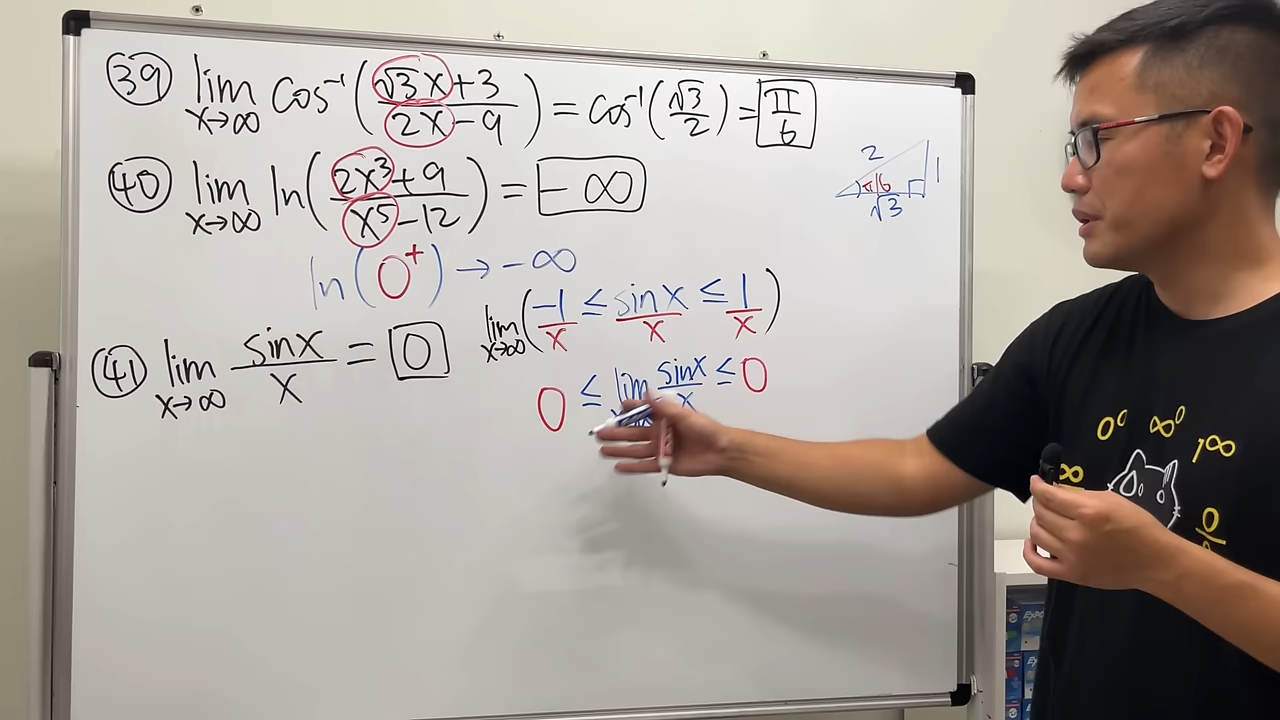 ㊴ lim x→∞ cos⁻¹(√3x+3 / 2x-9) = cos⁻¹(√3/2) = π/6
2
1
π/6
√3
㊵ lim x→∞ ln(2x³+9 / x⁵-12) = -∞
ln(0⁺) → -∞
lim x→∞ (-1/x ≤ sinx/x ≤ 1/x)
㊶ lim x→∞ sinx/x = 0
0 ≤ lim sinx/x ≤ 0
0⁰ ∞⁰ 1^∞
∞
0
EXPO